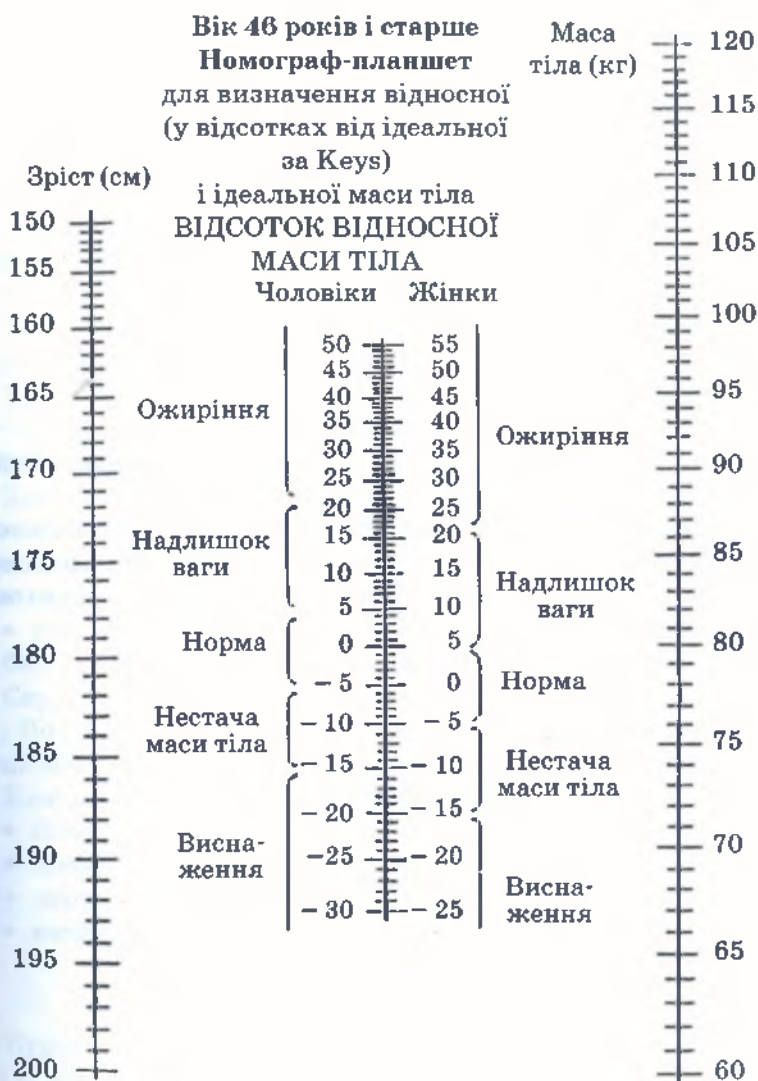 Вік 46 років і старше
Номограф-планшет
для визначення відносної
(у відсотках від ідеальної
за Keys)
і ідеальної маси тіла
ВІДСОТОК ВІДНОСНОЇ
МАСИ ТІЛА
Чоловіки Жінки
Зріст (см)
150
155
160
165
170
175
180
185
190
195
200
Ожиріння
Надлишок
ваги
Норма
Нестача
маси тіла
Висна-
ження
50 55
45 50
40 45
35 40
30 35
25 30
20 25
15 20
10 15
5 10
0 5
– 5 0
– 10 – 5
– 15 – 10
– 20 – 15
–25 – 20
– 30 – 25
Ожиріння
Надлишок
ваги
Норма
Нестача
маси тіла
Висна-
ження
Маса
тіла (кг)
120
115
110
105
100
95
90
85
80
75
70
65
60